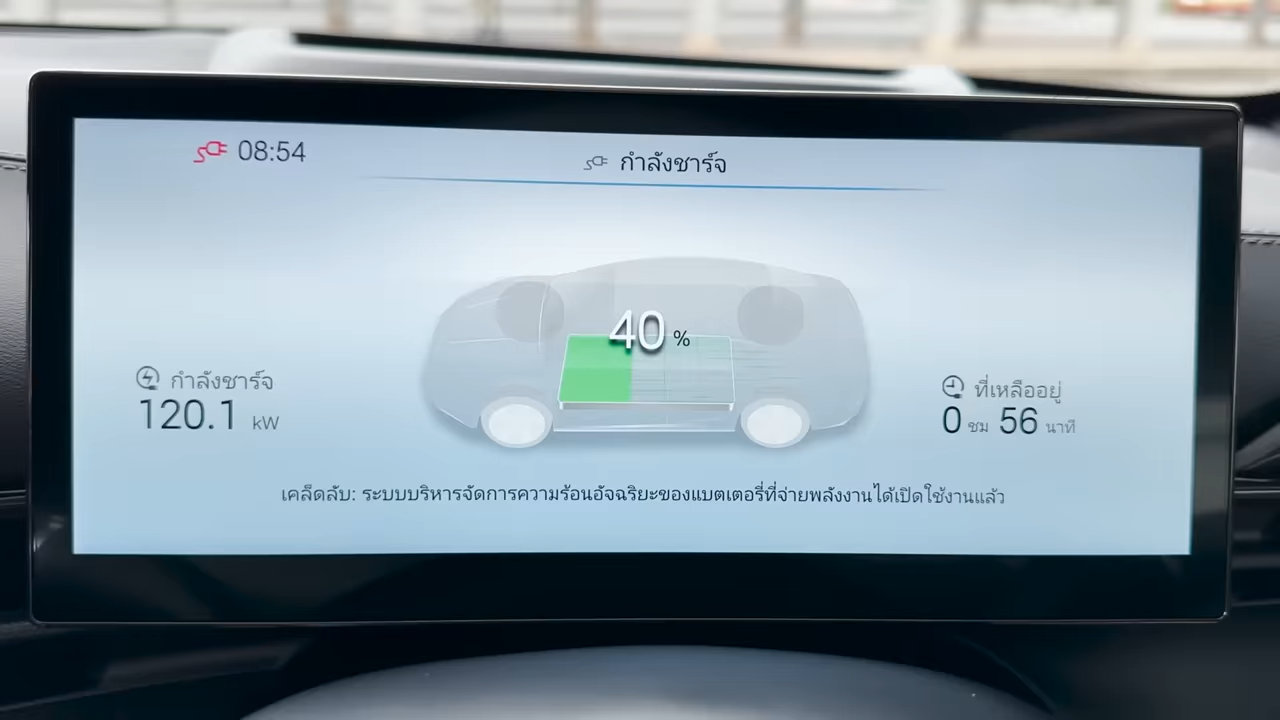 08:54
กำลังชาร์จ
40 %
กำลังชาร์จ
120.1 kW
ที่เหลืออยู่
0 ชม 56 นาที
เคล็ดลับ: ระบบบริหารจัดการความร้อนอัจฉริยะของแบตเตอรี่ที่จ่ายพลังงานได้เปิดใช้งานแล้ว